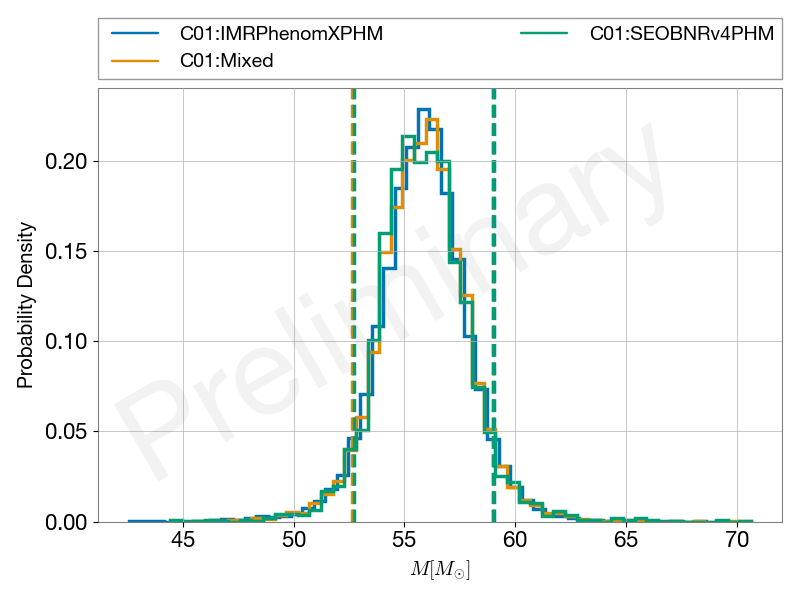 C01:IMRPhenomXPHM
C01:Mixed
C01:SEOBNRv4PHM
Preliminary
Probability Density
0.20
0.15
0.10
0.05
0.00
45 50 55 60 65 70
M[M⊙]